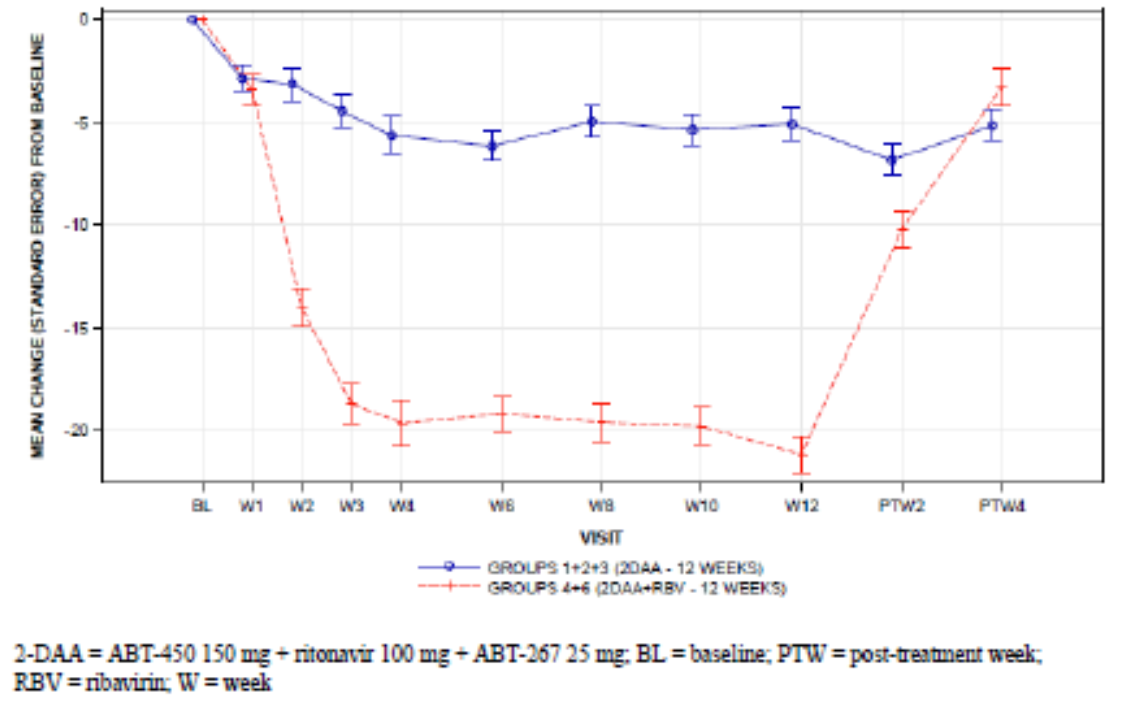 MEAN CHANGE (STANDARD ERROR) FROM BASELINE
0
-5
-10
-15
-20
BL W1 W2 W3 W4 W6 W8 W10 W12 PTW2 PTW4
VISIT
GROUPS 1+2+3 (2DAA - 12 WEEKS)
GROUPS 4+6 (2DAA+RBV - 12 WEEKS)
2-DAA = ABT-450 150 mg + ritonavir 100 mg + ABT-267 25 mg; BL = baseline; PTW = post-treatment week;
RBV = ribavirin; W = week